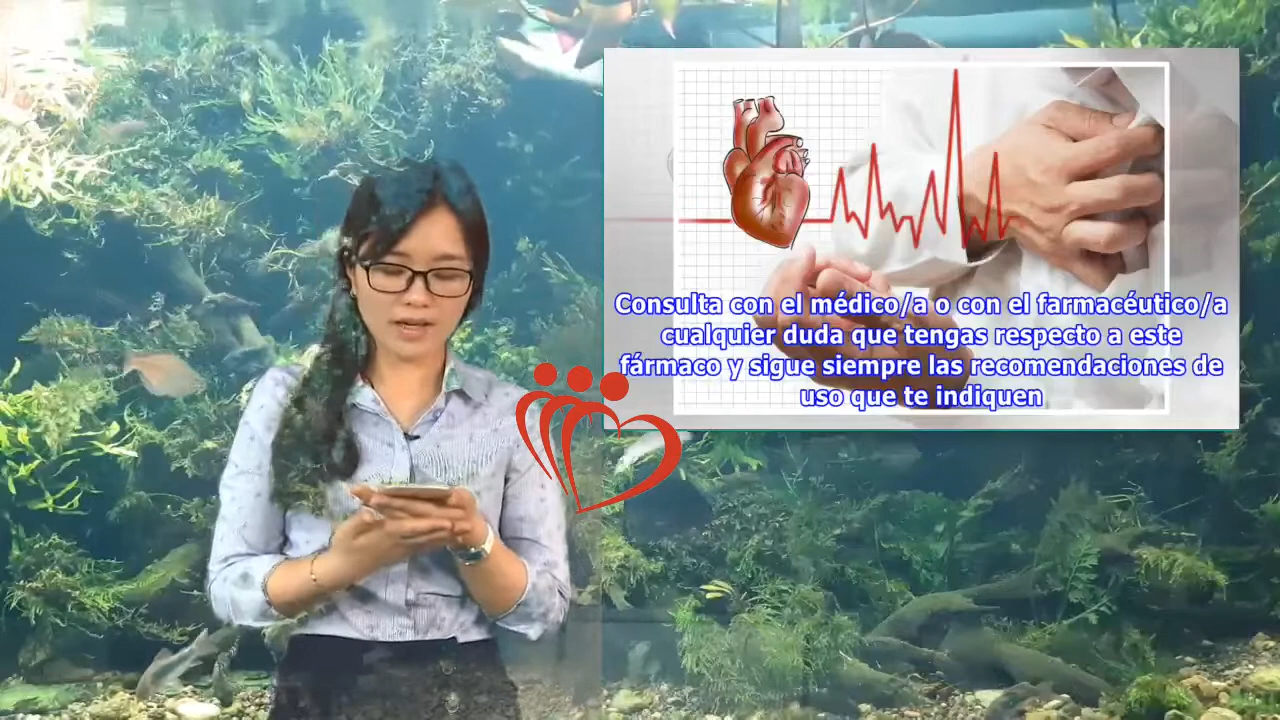 Consulta con el médico/a o con el farmacéutico/a
cualquier duda que tengas respecto a este
fármaco y sigue siempre las recomendaciones de
uso que te indiquen